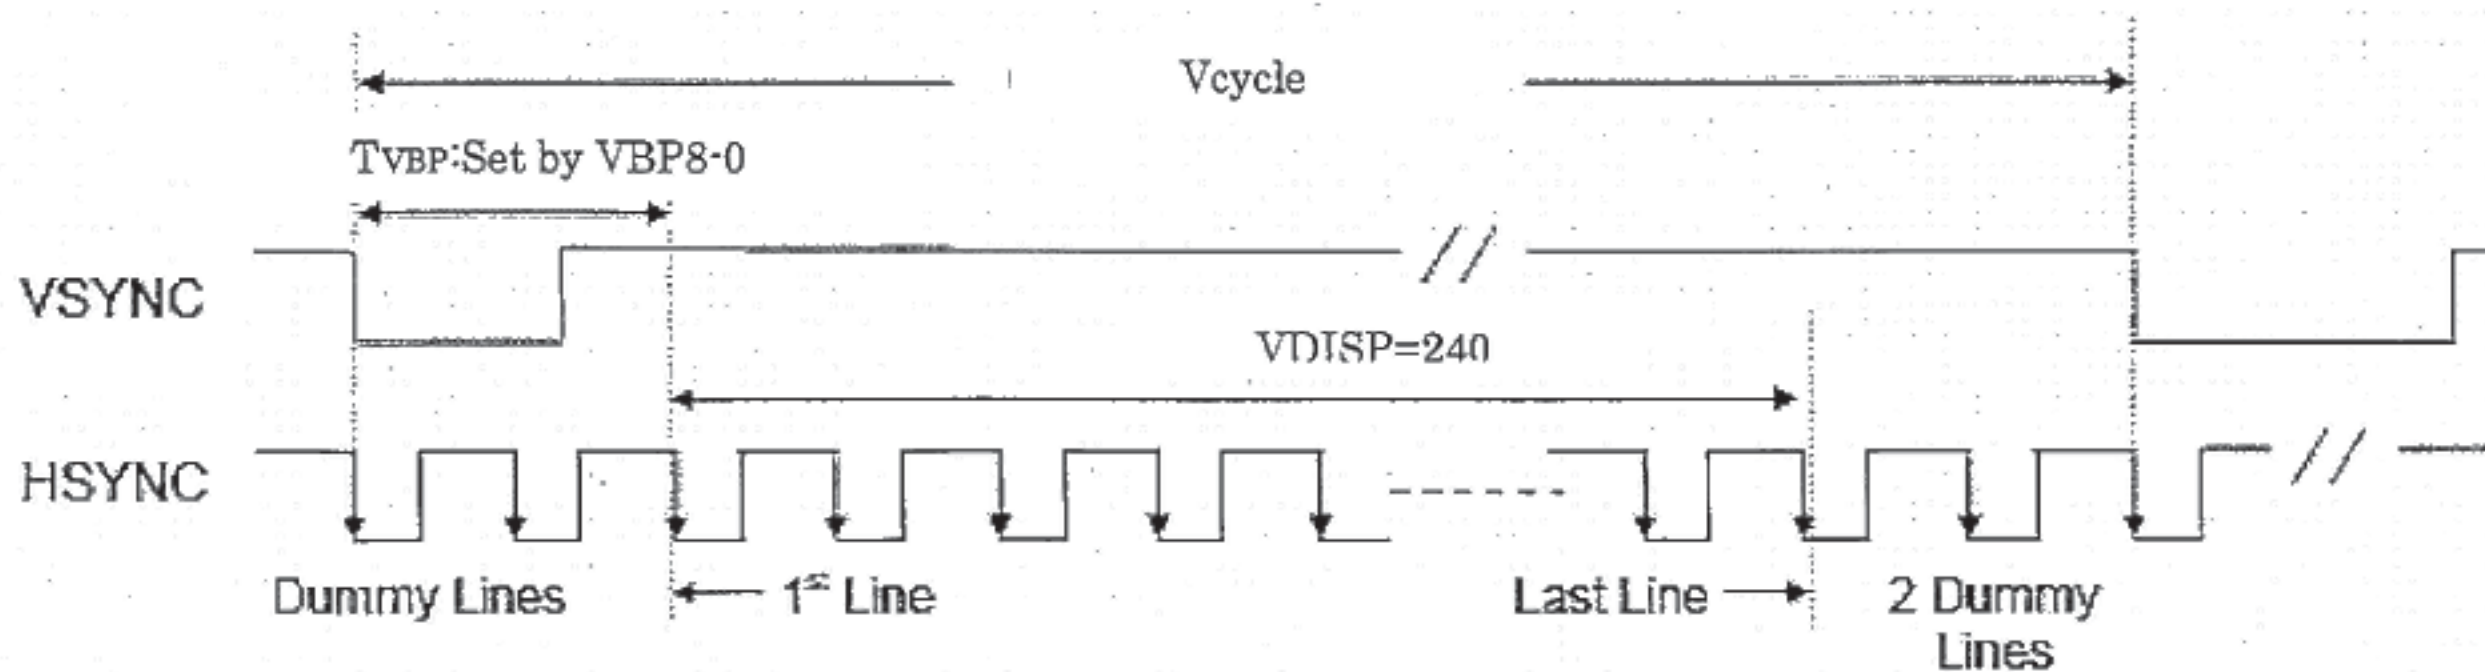 Vcycle
TVBP:Set by VBP8-0
VSYNC
VDISP=240
HSYNC
Dummy Lines
1st Line
Last Line
2 Dummy
Lines